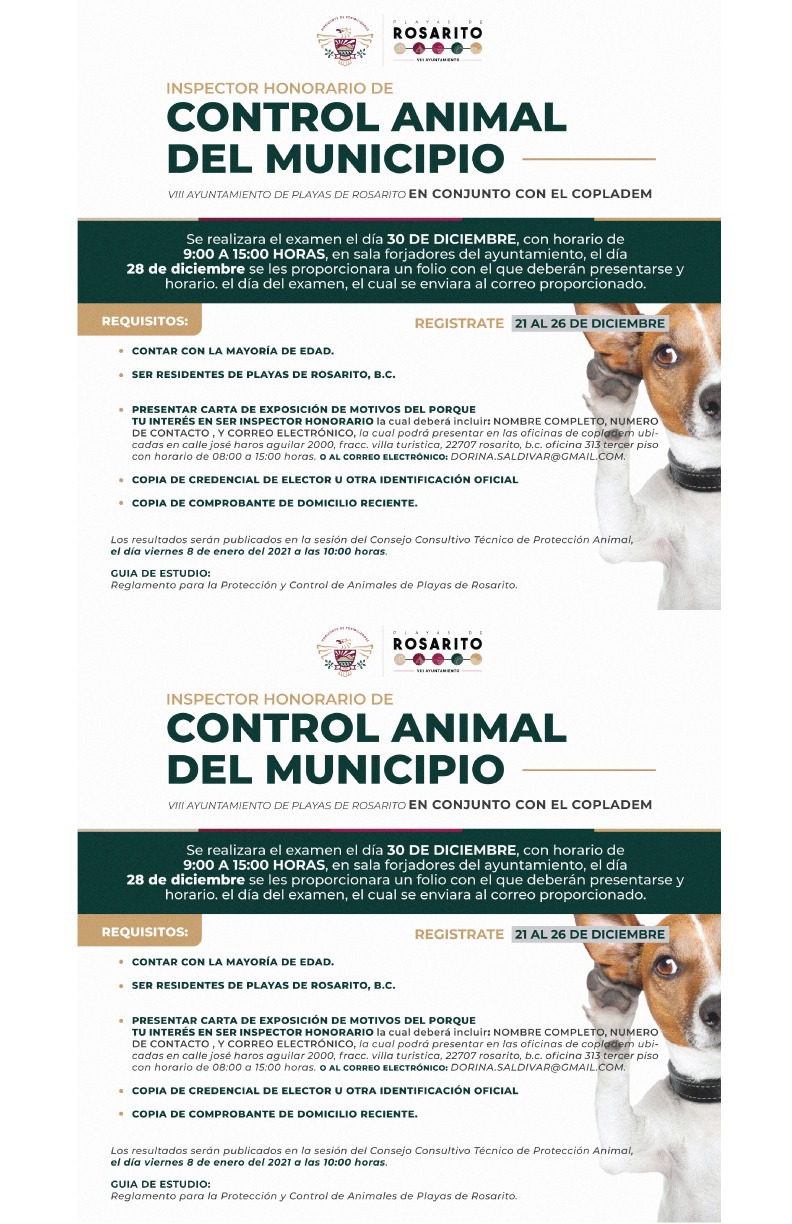 PLAYAS DE
ROSARITO
VIII AYUNTAMIENTO
INSPECTOR HONORARIO DE
CONTROL ANIMAL
DEL MUNICIPIO
VIII AYUNTAMIENTO DE PLAYAS DE ROSARITO EN CONJUNTO CON EL COPLADEM
Se realizara el examen el día 30 DE DICIEMBRE, con horario de
9:00 A 15:00 HORAS, en sala forjadores del ayuntamiento, el día
28 de diciembre se les proporcionara un folio con el que deberán presentarse y
horario. el día del examen, el cual se enviara al correo proporcionado.
REQUISITOS:
REGISTRATE 21 AL 26 DE DICIEMBRE
• CONTAR CON LA MAYORÍA DE EDAD.
• SER RESIDENTES DE PLAYAS DE ROSARITO, B.C.
• PRESENTAR CARTA DE EXPOSICIÓN DE MOTIVOS DEL PORQUE
TU INTERÉS EN SER INSPECTOR HONORARIO la cual deberá incluir: NOMBRE COMPLETO, NUMERO
DE CONTACTO , Y CORREO ELECTRÓNICO, la cual podrá presentar en las oficinas de copladem ubi-
cadas en calle josé haros aguilar 2000, fracc. villa turistica, 22707 rosarito, b.c. oficina 313 tercer piso
con horario de 08:00 a 15:00 horas. O AL CORREO ELECTRÓNICO: DORINA.SALDIVAR@GMAIL.COM.
• COPIA DE CREDENCIAL DE ELECTOR U OTRA IDENTIFICACIÓN OFICIAL
• COPIA DE COMPROBANTE DE DOMICILIO RECIENTE.
Los resultados serán publicados en la sesión del Consejo Consultivo Técnico de Protección Animal,
el día viernes 8 de enero del 2021 a las 10:00 horas.
GUIA DE ESTUDIO:
Reglamento para la Protección y Control de Animales de Playas de Rosarito.
PLAYAS DE
ROSARITO
VIII AYUNTAMIENTO
INSPECTOR HONORARIO DE
CONTROL ANIMAL
DEL MUNICIPIO
VIII AYUNTAMIENTO DE PLAYAS DE ROSARITO EN CONJUNTO CON EL COPLADEM
Se realizara el examen el día 30 DE DICIEMBRE, con horario de
9:00 A 15:00 HORAS, en sala forjadores del ayuntamiento, el día
28 de diciembre se les proporcionara un folio con el que deberán presentarse y
horario. el día del examen, el cual se enviara al correo proporcionado.
REQUISITOS:
REGISTRATE 21 AL 26 DE DICIEMBRE
• CONTAR CON LA MAYORÍA DE EDAD.
• SER RESIDENTES DE PLAYAS DE ROSARITO, B.C.
• PRESENTAR CARTA DE EXPOSICIÓN DE MOTIVOS DEL PORQUE
TU INTERÉS EN SER INSPECTOR HONORARIO la cual deberá incluir: NOMBRE COMPLETO, NUMERO
DE CONTACTO , Y CORREO ELECTRÓNICO, la cual podrá presentar en las oficinas de copladem ubi-
cadas en calle josé haros aguilar 2000, fracc. villa turistica, 22707 rosarito, b.c. oficina 313 tercer piso
con horario de 08:00 a 15:00 horas. O AL CORREO ELECTRÓNICO: DORINA.SALDIVAR@GMAIL.COM.
• COPIA DE CREDENCIAL DE ELECTOR U OTRA IDENTIFICACIÓN OFICIAL
• COPIA DE COMPROBANTE DE DOMICILIO RECIENTE.
Los resultados serán publicados en la sesión del Consejo Consultivo Técnico de Protección Animal,
el día viernes 8 de enero del 2021 a las 10:00 horas.
GUIA DE ESTUDIO:
Reglamento para la Protección y Control de Animales de Playas de Rosarito.